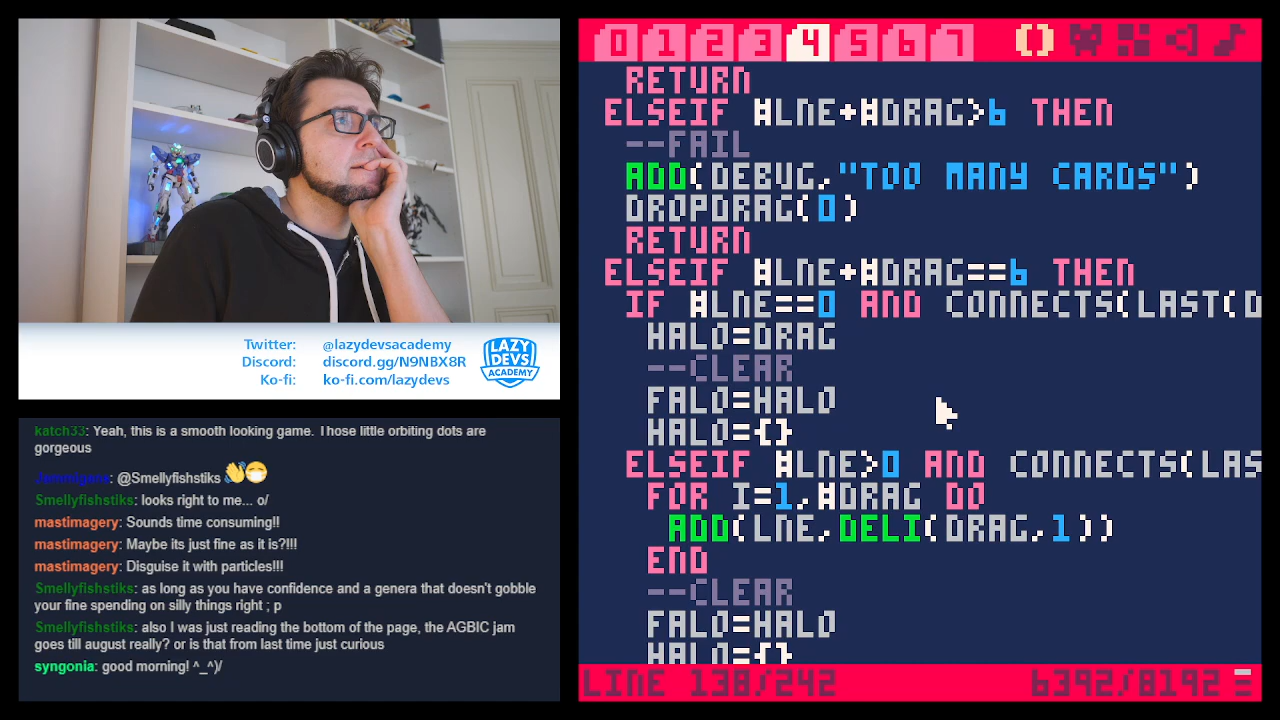 Twitter: @lazydevsacademy
Discord: discord.gg/N9NBX8R
Ko-fi: ko-fi.com/lazydevs
LAZY
DEVS
ACADEMY
katch33: Yeah, this is a smooth looking game. Those little orbiting dots are
gorgeous
@Smellyfishstiks 👏😷
Smellyfishstiks: looks right to me... o/
mastimagery: Sounds time consuming!!
mastimagery: Maybe its just fine as it is?!!!
mastimagery: Disguise it with particles!!!
Smellyfishstiks: as long as you have confidence and a genera that doesn't gobble
your fine spending on silly things right ; p
Smellyfishstiks: also I was just reading the bottom of the page, the AGBIC jam
goes till august really? or is that from last time just curious
syngonia: good morning! ^_^)/
0 1 2 3 4 5 6 7 ()
RETURN
ELSEIF #LNE+#DRAG>6 THEN
--FAIL
ADD(DEBUG,"TOO MANY CARDS")
DROPDRAG(0)
RETURN
ELSEIF #LNE+#DRAG==6 THEN
IF #LNE==0 AND CONNECTS(LAST(D
HALO=DRAG
--CLEAR
FALO=HALO
HALO={}
ELSEIF #LNE>0 AND CONNECTS(LAS
FOR I=1,#DRAG DO
ADD(LNE,DELI(DRAG,1))
END
--CLEAR
FALO=HALO
HALO={}
LINE 138/242 6392/8192